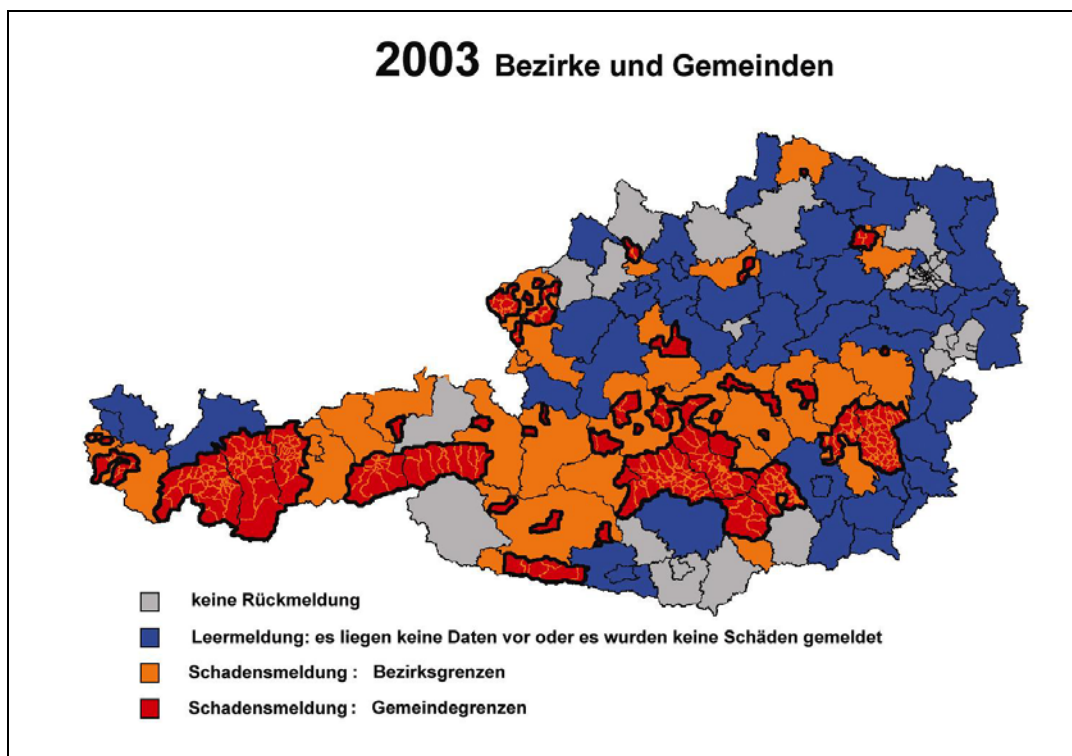 2003 Bezirke und Gemeinden
keine Rückmeldung
Leermeldung: es liegen keine Daten vor oder es wurden keine Schäden gemeldet
Schadensmeldung : Bezirksgrenzen
Schadensmeldung : Gemeindegrenzen